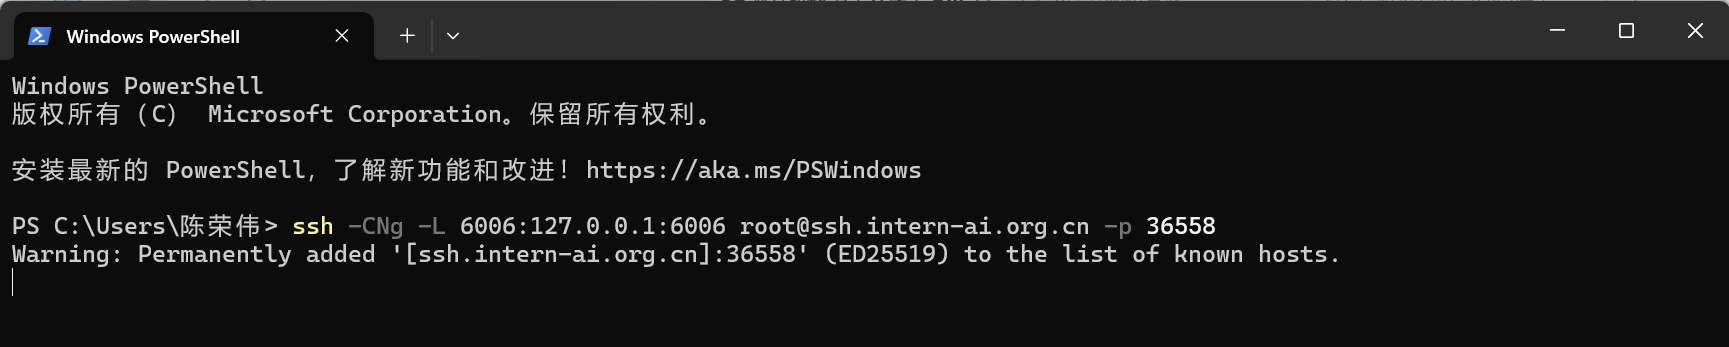 Windows PowerShell
Windows PowerShell
版权所有 (C) Microsoft Corporation。保留所有权利。
安装最新的 PowerShell，了解新功能和改进！https://aka.ms/PSWindows
PS C:\Users\陈荣伟> ssh -CNg -L 6006:127.0.0.1:6006 root@ssh.intern-ai.org.cn -p 36558
Warning: Permanently added '[ssh.intern-ai.org.cn]:36558' (ED25519) to the list of known hosts.